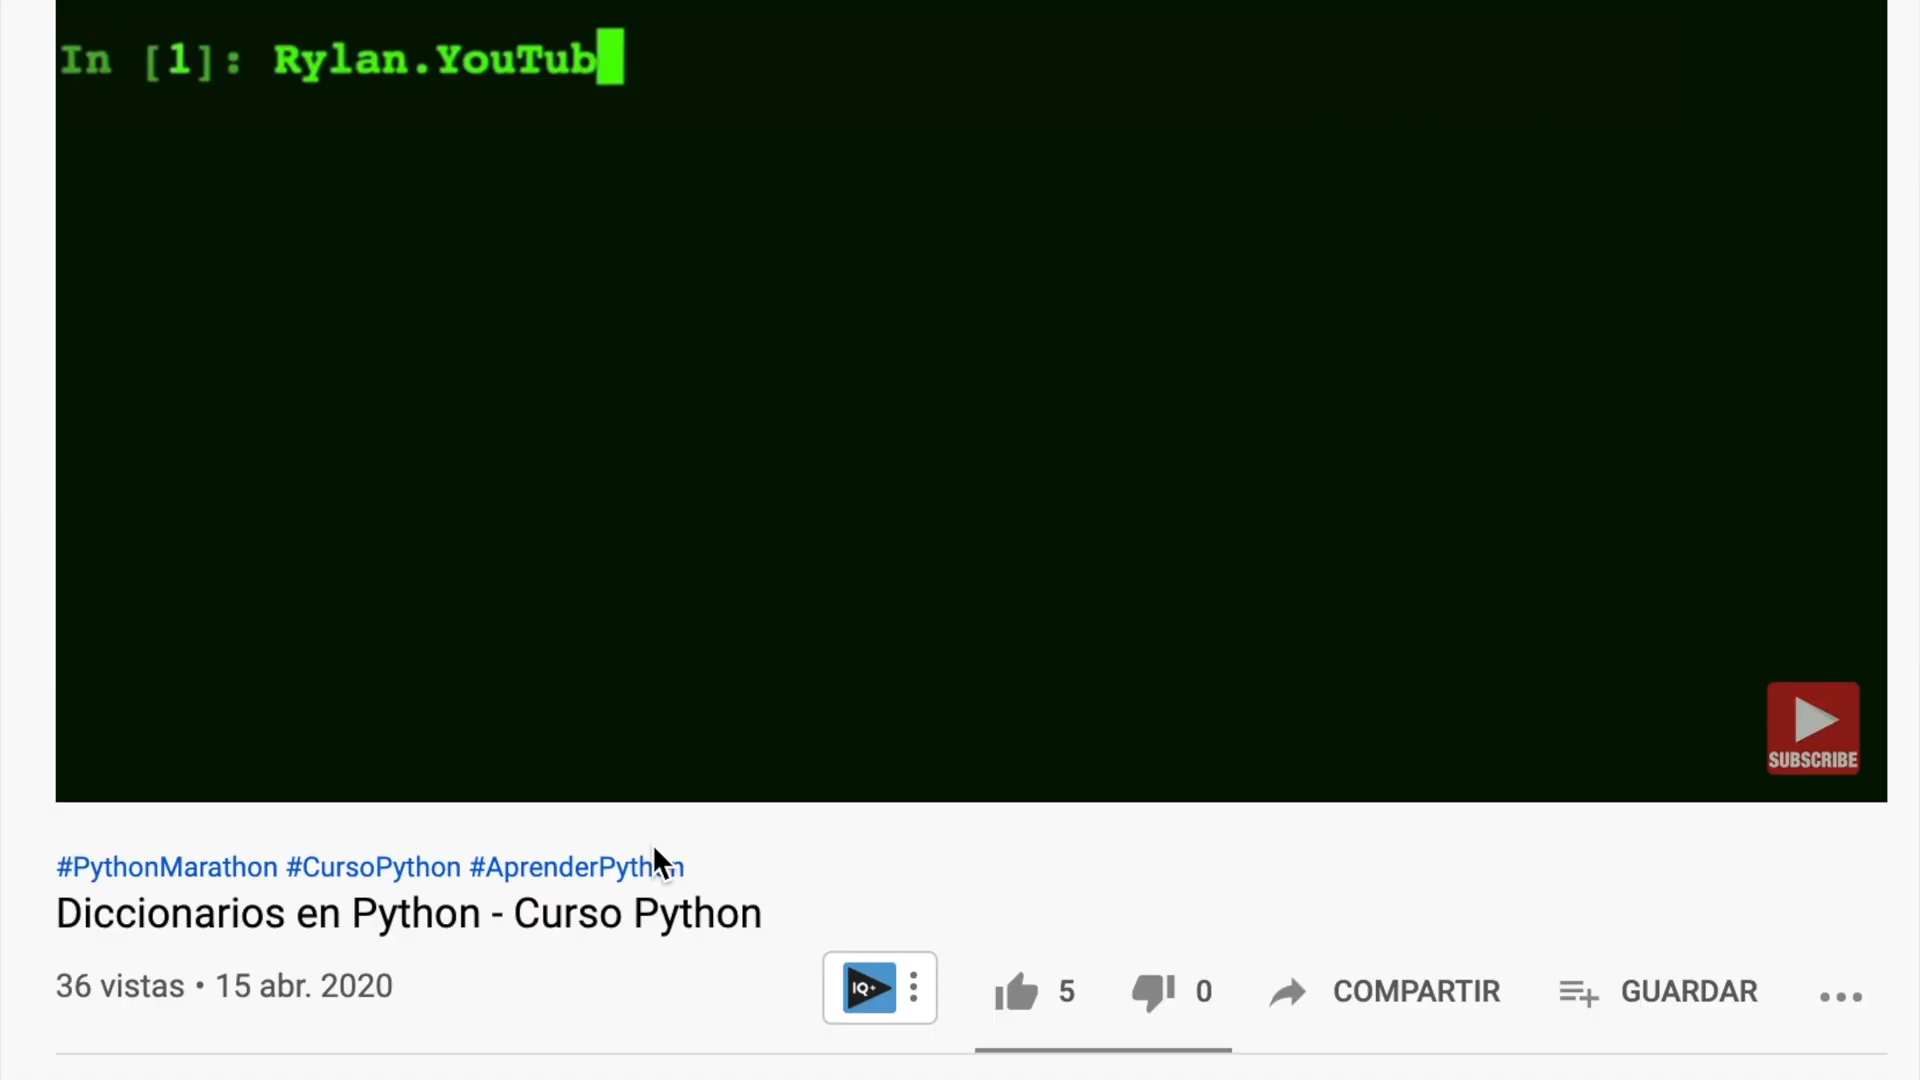 In [1]: Rylan.YouTub
SUBSCRIBE
#PythonMarathon #CursoPython #AprenderPython
Diccionarios en Python - Curso Python
36 vistas • 15 abr. 2020
IQ+
5
0
COMPARTIR
GUARDAR